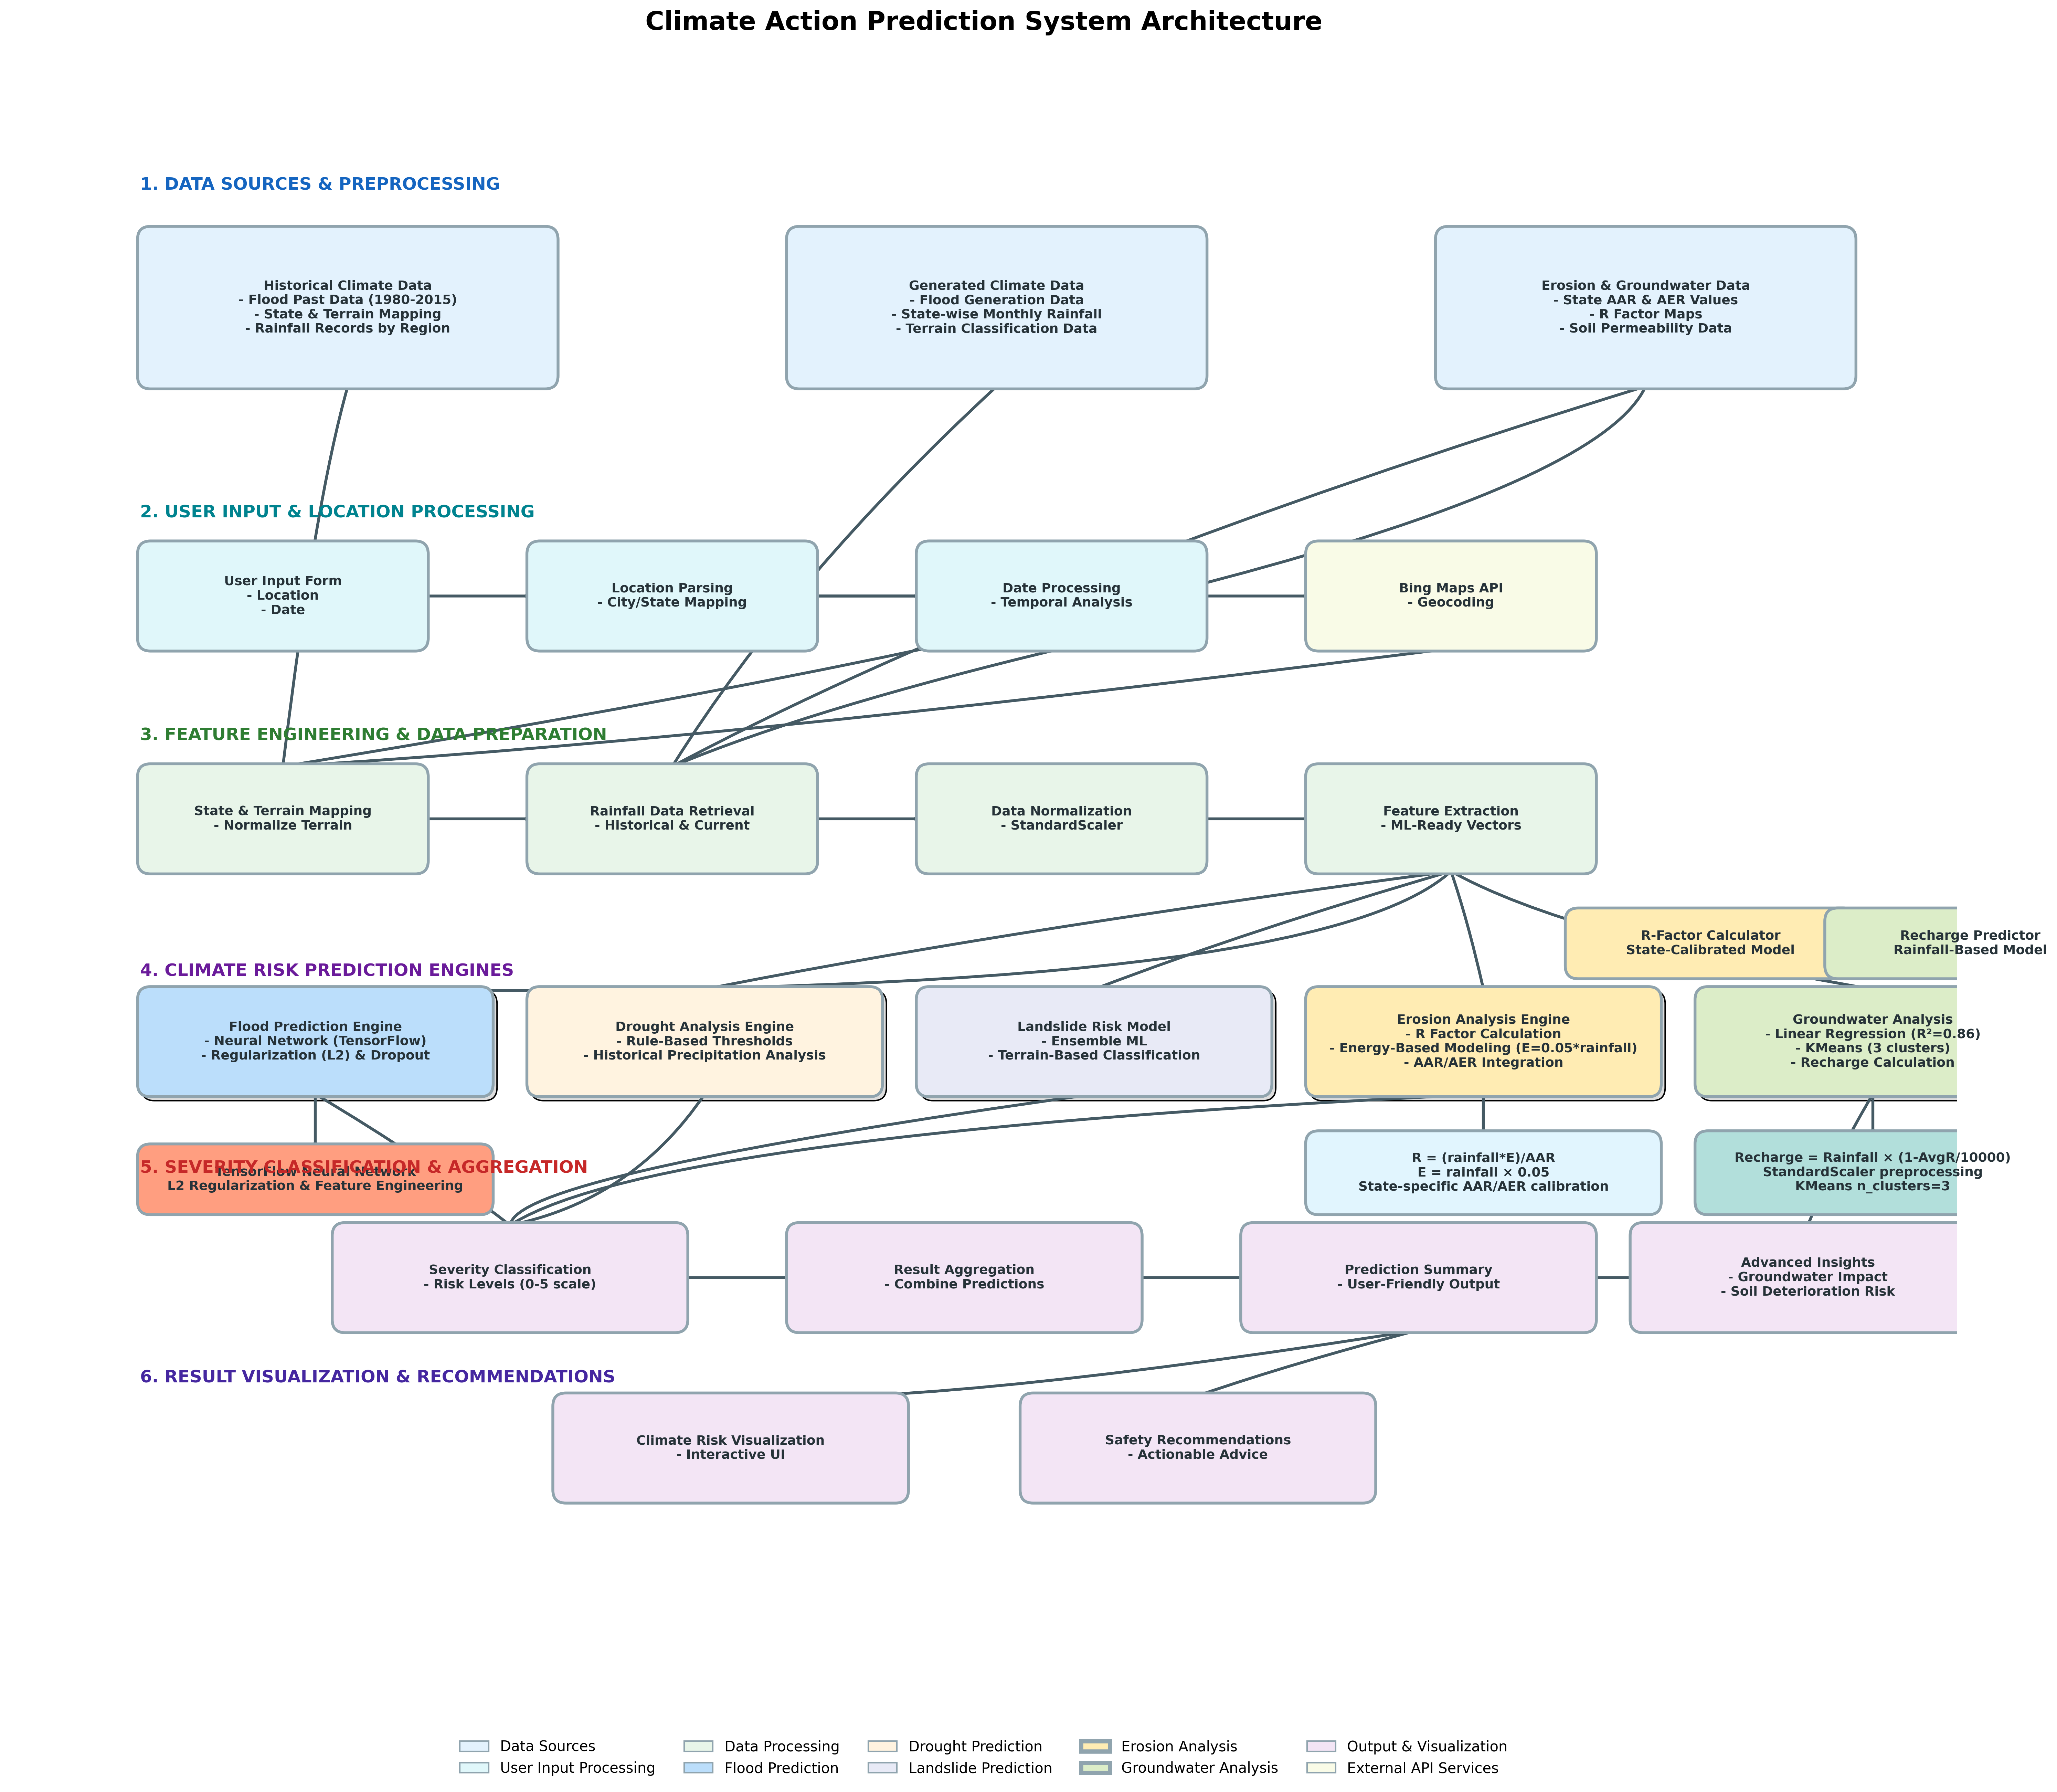 Climate Action Prediction System Architecture
1. DATA SOURCES & PREPROCESSING
Historical Climate Data
- Flood Past Data (1980-2015)
- State & Terrain Mapping
- Rainfall Records by Region
Generated Climate Data
- Flood Generation Data
- State-wise Monthly Rainfall
- Terrain Classification Data
Erosion & Groundwater Data
- State AAR & AER Values
- R Factor Maps
- Soil Permeability Data
2. USER INPUT & LOCATION PROCESSING
User Input Form
- Location
- Date
Location Parsing
- City/State Mapping
Date Processing
- Temporal Analysis
Bing Maps API
- Geocoding
3. FEATURE ENGINEERING & DATA PREPARATION
State & Terrain Mapping
- Normalize Terrain
Rainfall Data Retrieval
- Historical & Current
Data Normalization
- StandardScaler
Feature Extraction
- ML-Ready Vectors
R-Factor Calculator
State-Calibrated Model
Recharge Predictor
Rainfall-Based Model
4. CLIMATE RISK PREDICTION ENGINES
Flood Prediction Engine
- Neural Network (TensorFlow)
- Regularization (L2) & Dropout
Drought Analysis Engine
- Rule-Based Thresholds
- Historical Precipitation Analysis
Landslide Risk Model
- Ensemble ML
- Terrain-Based Classification
Erosion Analysis Engine
- R Factor Calculation
- Energy-Based Modeling (E=0.05*rainfall)
- AAR/AER Integration
Groundwater Analysis
- Linear Regression (R²=0.86)
- KMeans (3 clusters)
- Recharge Calculation
5. SEVERITY CLASSIFICATION & AGGREGATION
TensorFlow Neural Network
L2 Regularization & Feature Engineering
R = (rainfall*E)/AAR
E = rainfall × 0.05
State-specific AAR/AER calibration
Recharge = Rainfall × (1-AvgR/10000)
StandardScaler preprocessing
KMeans n_clusters=3
Severity Classification
- Risk Levels (0-5 scale)
Result Aggregation
- Combine Predictions
Prediction Summary
- User-Friendly Output
Advanced Insights
- Groundwater Impact
- Soil Deterioration Risk
6. RESULT VISUALIZATION & RECOMMENDATIONS
Climate Risk Visualization
- Interactive UI
Safety Recommendations
- Actionable Advice
Data Sources
User Input Processing
Data Processing
Flood Prediction
Drought Prediction
Landslide Prediction
Erosion Analysis
Groundwater Analysis
Output & Visualization
External API Services